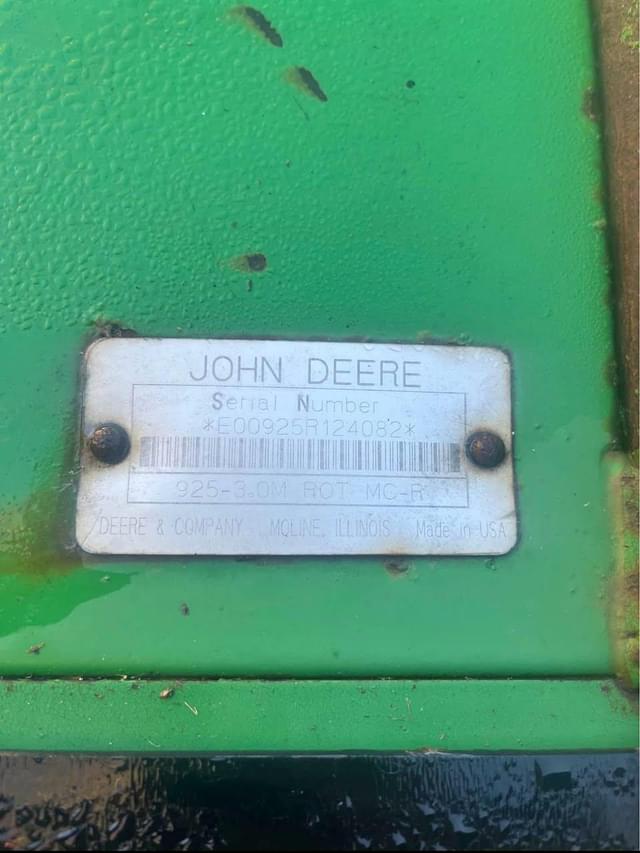 JOHN DEERE
Serial Number
*E00925R124082*
925-3.0M ROT MC-R
DEERE & COMPANY MOLINE, ILLINOIS Made in USA